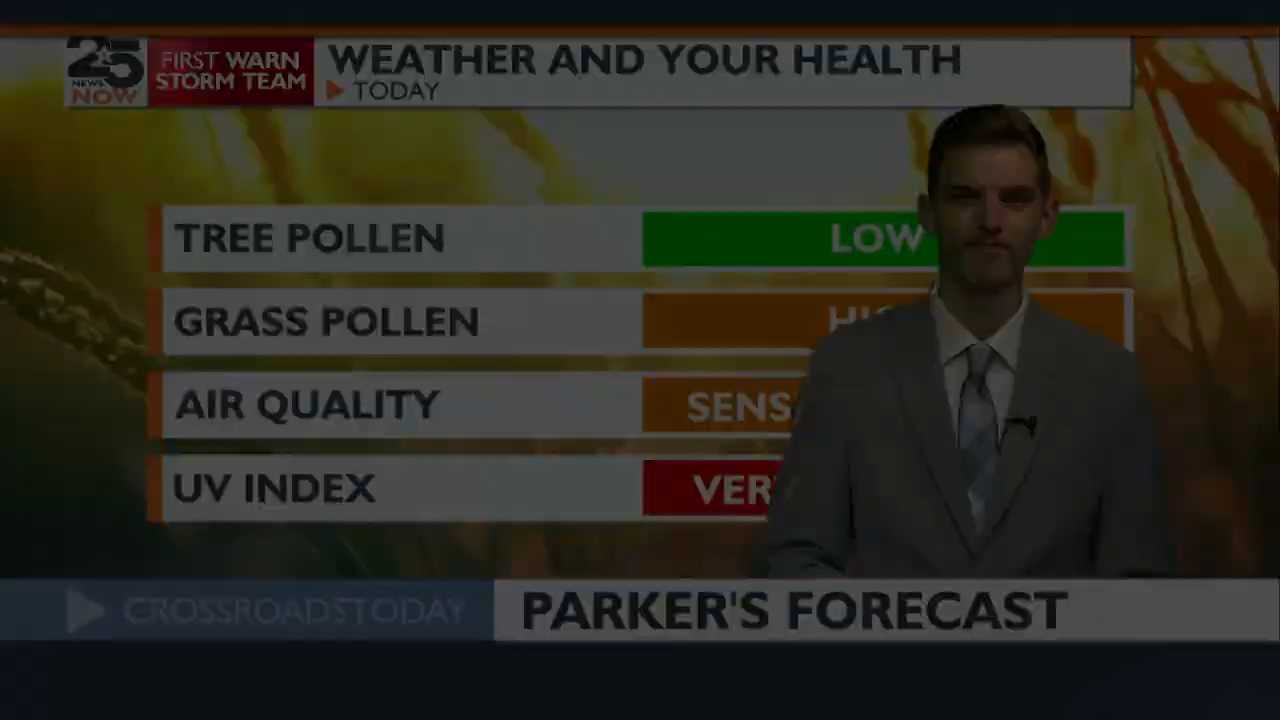 25
NEWS
NOW
FIRST WARN
STORM TEAM
WEATHER AND YOUR HEALTH
TODAY
TREE POLLEN
LOW
GRASS POLLEN
AIR QUALITY
UV INDEX
CROSSROADSTODAY
PARKER'S FORECAST